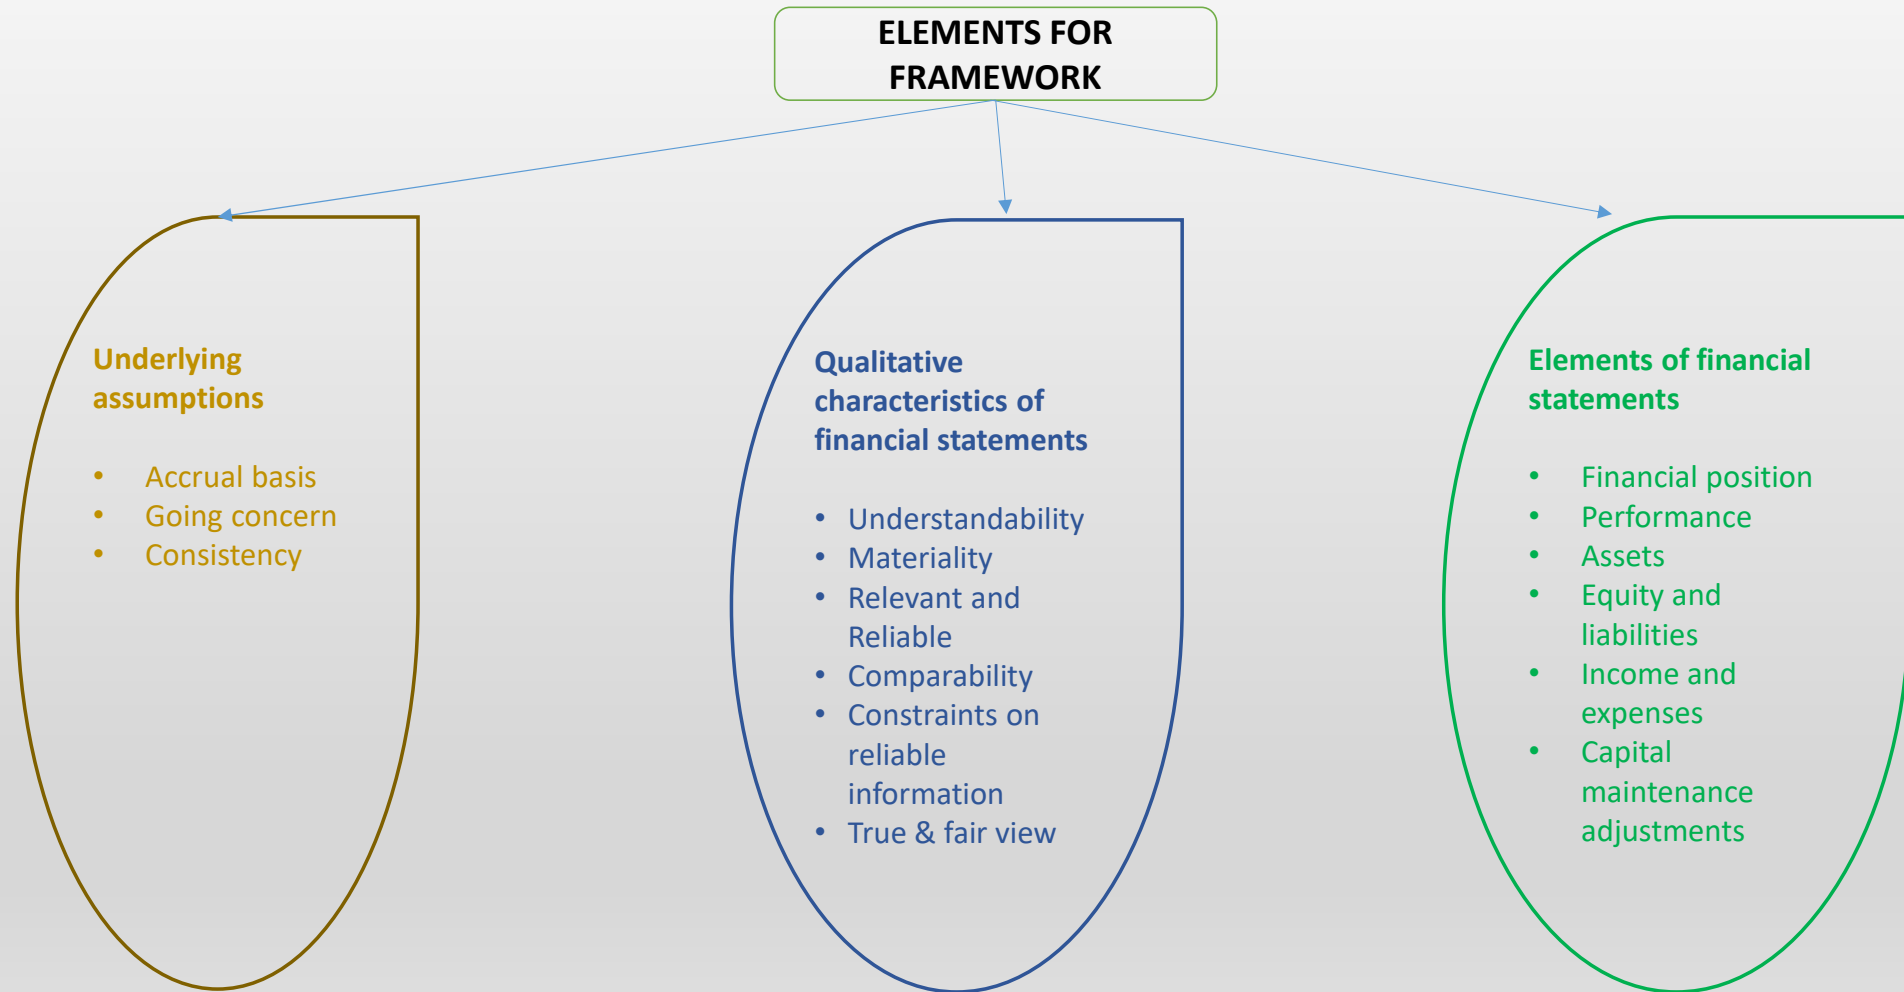 ELEMENTS FOR
FRAMEWORK
Underlying
assumptions
• Accrual basis
• Going concern
• Consistency
Qualitative
characteristics of
financial statements
• Understandability
• Materiality
• Relevant and
Reliable
• Comparability
• Constraints on
reliable
information
• True & fair view
Elements of financial
statements
• Financial position
• Performance
• Assets
• Equity and
liabilities
• Income and
expenses
• Capital
maintenance
adjustments